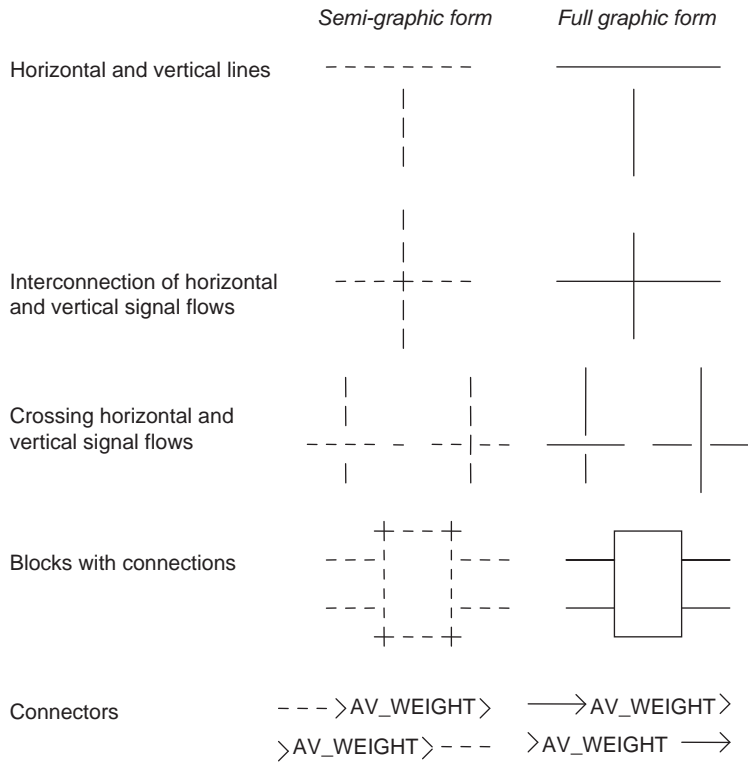 Semi-graphic form Full graphic form
Horizontal and vertical lines
Interconnection of horizontal
and vertical signal flows
Crossing horizontal and
vertical signal flows
Blocks with connections
Connectors
AV_WEIGHT AV_WEIGHT
AV_WEIGHT AV_WEIGHT